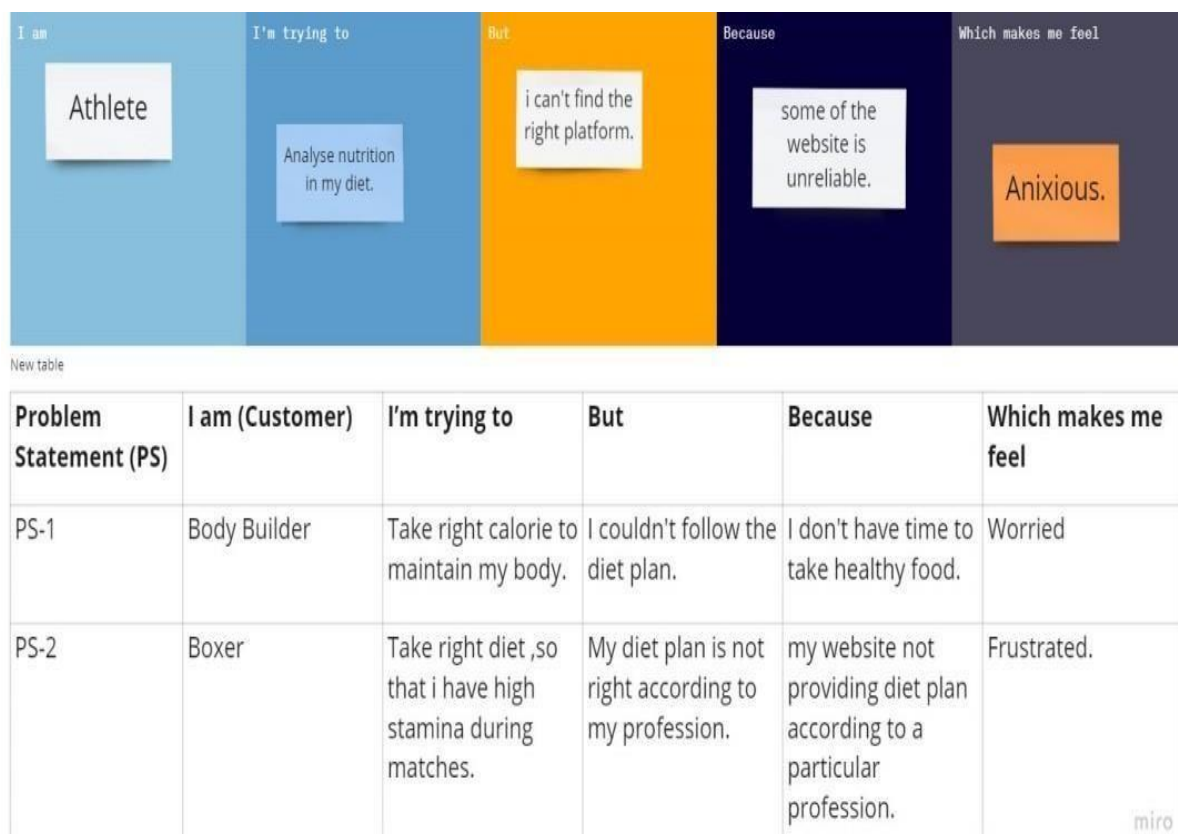 I am
I'm trying to
But
Because
Which makes me feel
Athlete
Analyse nutrition
in my diet.
i can't find the
right platform.
some of the
website is
unreliable.
Anixious.
New table
Problem
Statement (PS)
I am (Customer)
I'm trying to
But
Because
Which makes me
feel
PS-1
Body Builder
Take right calorie to
maintain my body.
I couldn't follow the
diet plan.
I don't have time to
take healthy food.
Worried
PS-2
Boxer
Take right diet ,so
that i have high
stamina during
matches.
My diet plan is not
right according to
my profession.
my website not
providing diet plan
according to a
particular
profession.
Frustrated.
miro